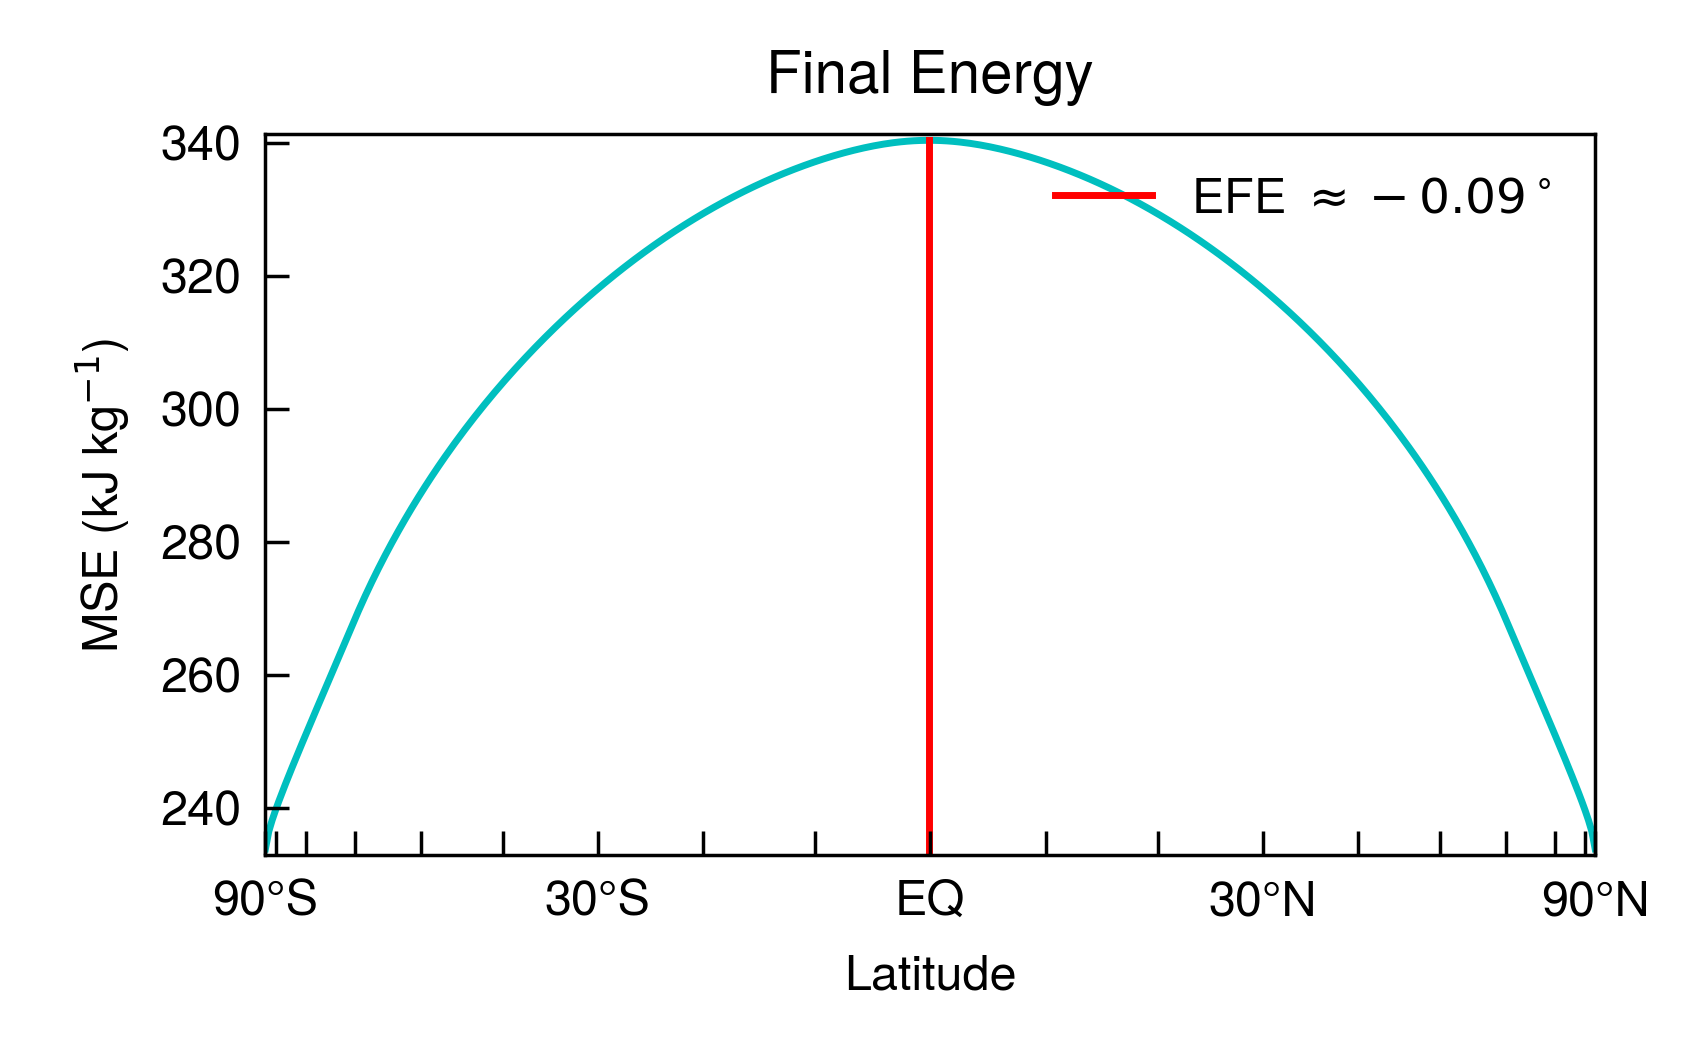 Final Energy
340
320
300
280
260
240
MSE (kJ kg⁻¹)
EFE ≈ −0.09°
90°S 30°S EQ 30°N 90°N
Latitude